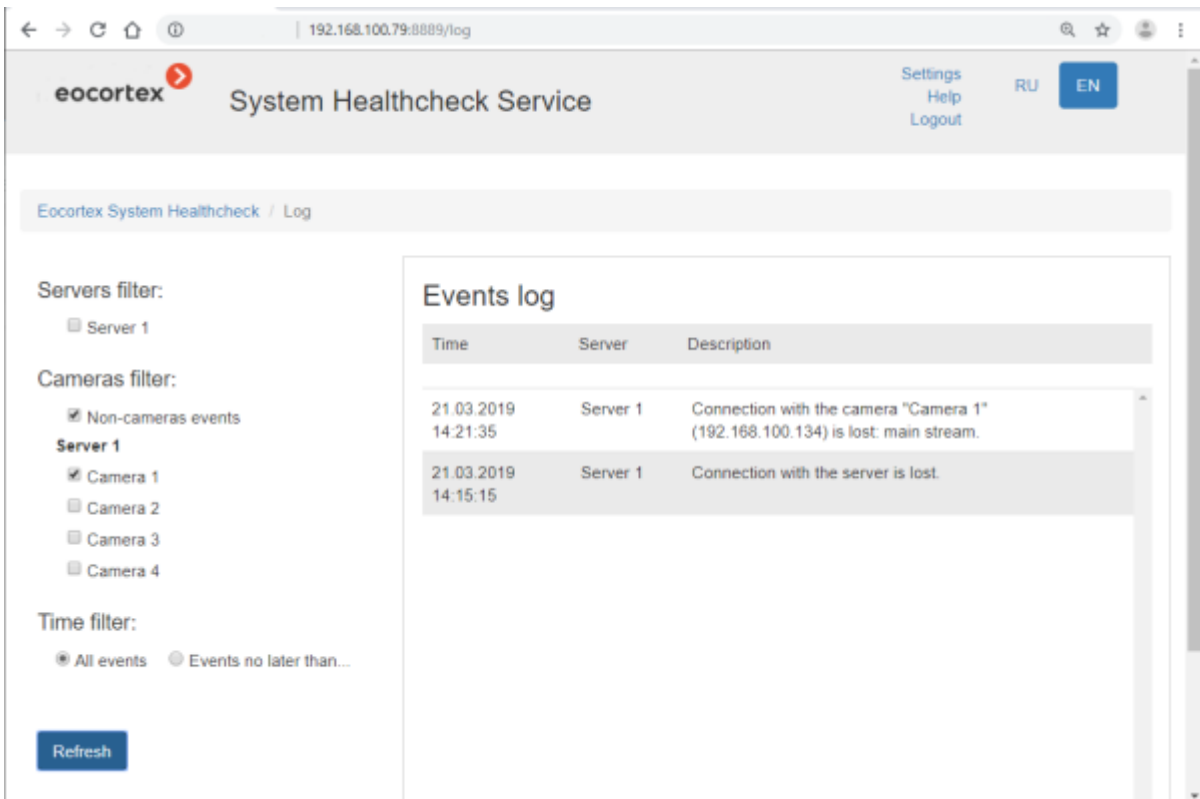 192.168.100.79:8889/log
eocortex
System Healthcheck Service
Settings
Help
Logout
RU
EN
Eocortex System Healthcheck / Log
Servers filter:
Server 1
Cameras filter:
Non-cameras events
Server 1
Camera 1
Camera 2
Camera 3
Camera 4
Time filter:
All events Events no later than...
Refresh
Events log
Time Server Description
21.03.2019 Server 1 Connection with the camera "Camera 1"
14:21:35 (192.168.100.134) is lost: main stream.
21.03.2019 Server 1 Connection with the server is lost.
14:15:15